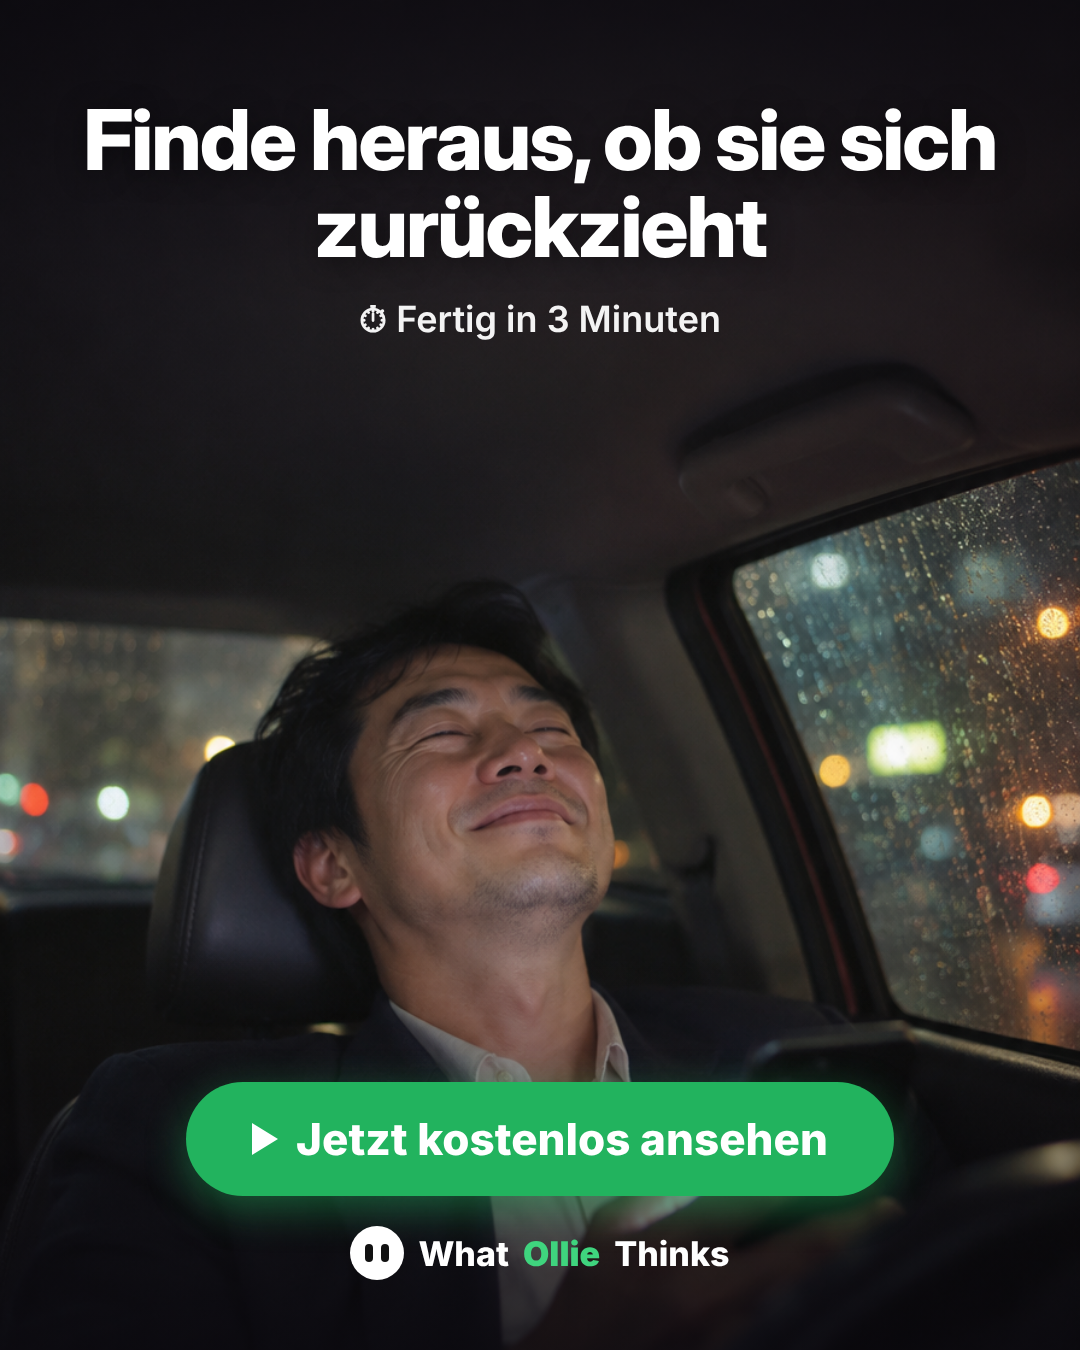 Finde heraus, ob sie sich
zurückzieht
⏱ Fertig in 3 Minuten
▶ Jetzt kostenlos ansehen
What Ollie Thinks